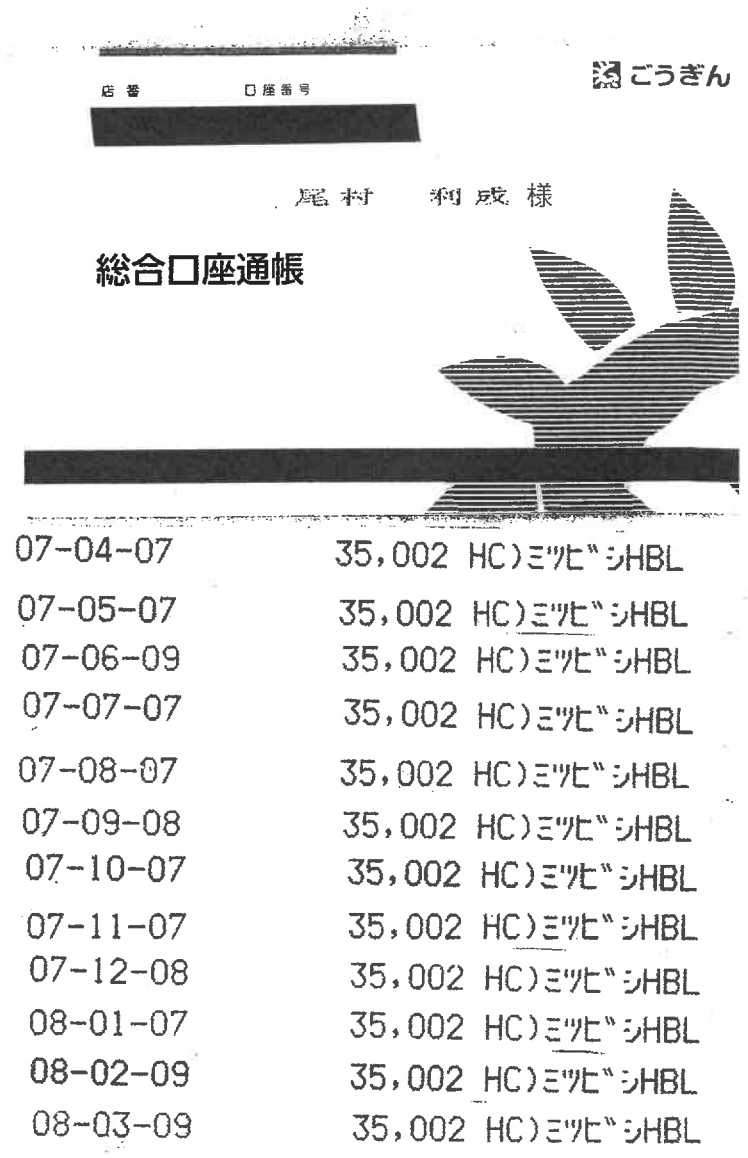 ごうぎん
店番 口座番号
尾村 利成 様
総合口座通帳
07-04-07 35,002 HC)ミツビシHBL
07-05-07 35,002 HC)ミツビシHBL
07-06-09 35,002 HC)ミツビシHBL
07-07-07 35,002 HC)ミツビシHBL
07-08-07 35,002 HC)ミツビシHBL
07-09-08 35,002 HC)ミツビシHBL
07-10-07 35,002 HC)ミツビシHBL
07-11-07 35,002 HC)ミツビシHBL
07-12-08 35,002 HC)ミツビシHBL
08-01-07 35,002 HC)ミツビシHBL
08-02-09 35,002 HC)ミツビシHBL
08-03-09 35,002 HC)ミツビシHBL